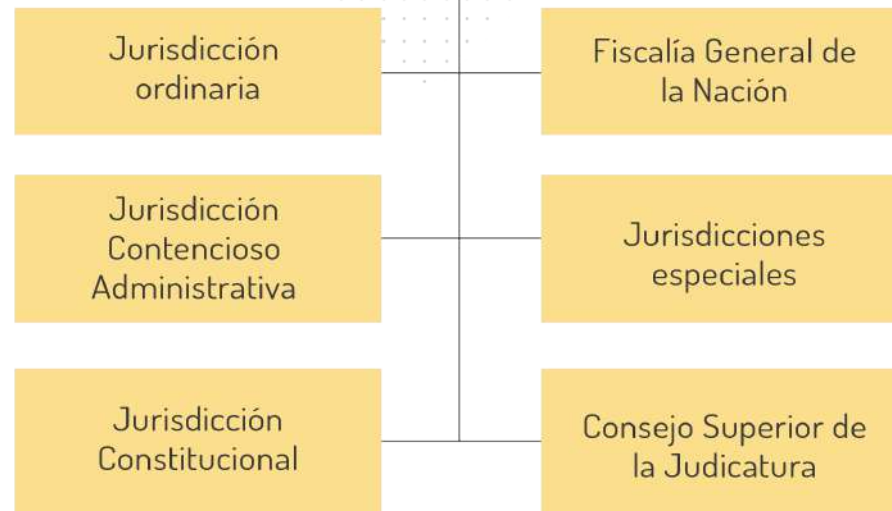 Jurisdicción
ordinaria
Fiscalía General de
la Nación
Jurisdicción
Contencioso
Administrativa
Jurisdicciones
especiales
Jurisdicción
Constitucional
Consejo Superior de
la Judicatura